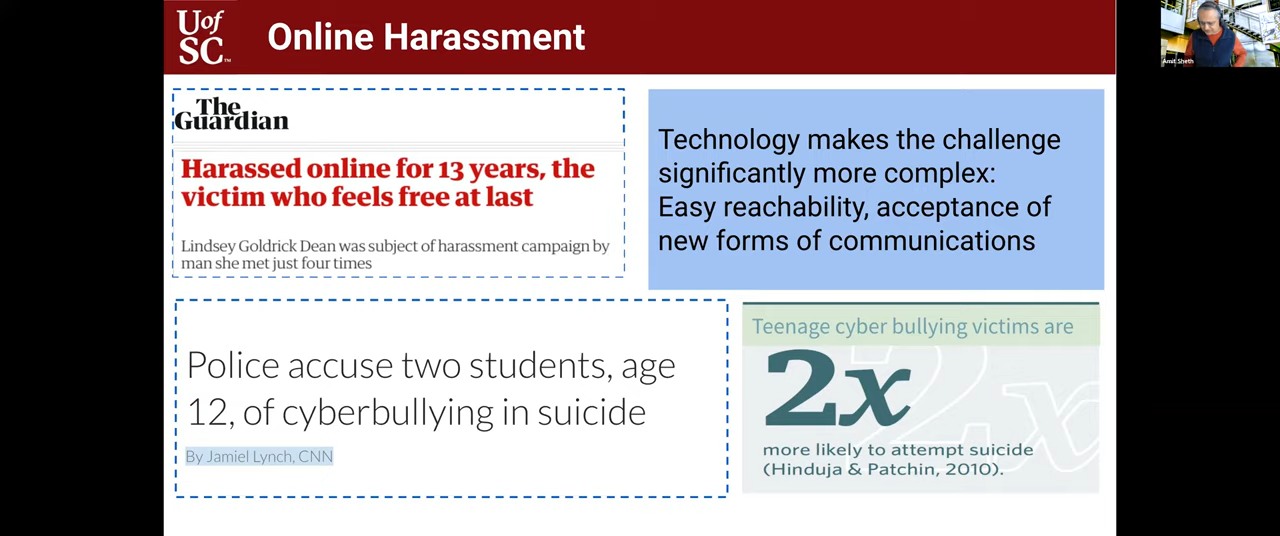 UofSC™
Online Harassment
Amit Sheth
The Guardian
Harassed online for 13 years, the
victim who feels free at last
Lindsey Goldrick Dean was subject of harassment campaign by
man she met just four times
Technology makes the challenge
significantly more complex:
Easy reachability, acceptance of
new forms of communications
Police accuse two students, age
12, of cyberbullying in suicide
By Jamiel Lynch, CNN
Teenage cyber bullying victims are
2x
more likely to attempt suicide
(Hinduja & Patchin, 2010).